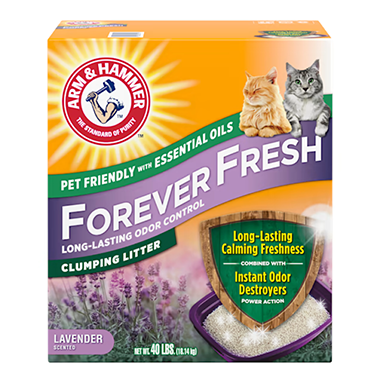 ARM & HAMMER
THE STANDARD OF PURITY
PET FRIENDLY WITH ESSENTIAL OILS
FOREVER FRESH
LONG-LASTING ODOR CONTROL
CLUMPING LITTER
Long-Lasting
Calming Freshness
COMBINED WITH
Instant Odor
Destroyers
POWER ACTION
LAVENDER
SCENTED
NET WT. 40 LBS. (18.14 kg)